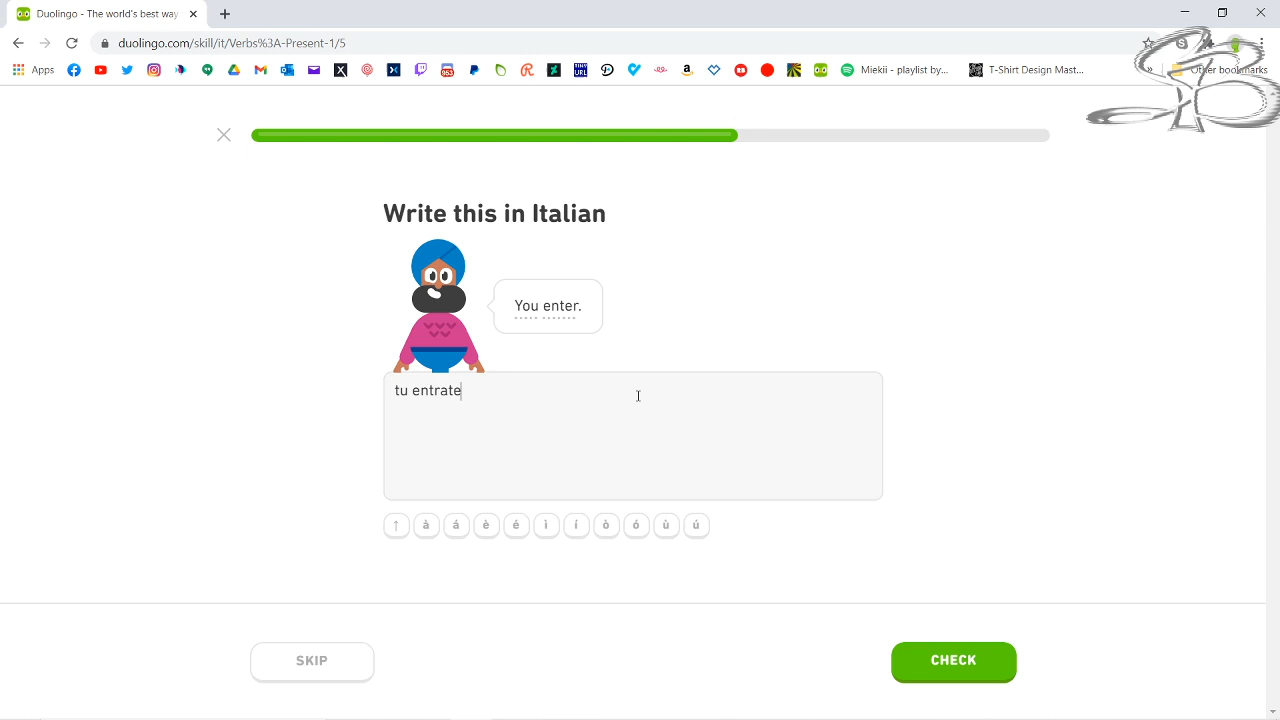 Duolingo - The world's best way
duolingo.com/skill/it/Verbs%3A-Present-1/5
Apps
953
Miekii - playlist by...
T-Shirt Design Mast...
»
Other bookmarks
Write this in Italian
You enter.
tu entrate
↑ à á è é ì í ò ó ù ú
SKIP
CHECK